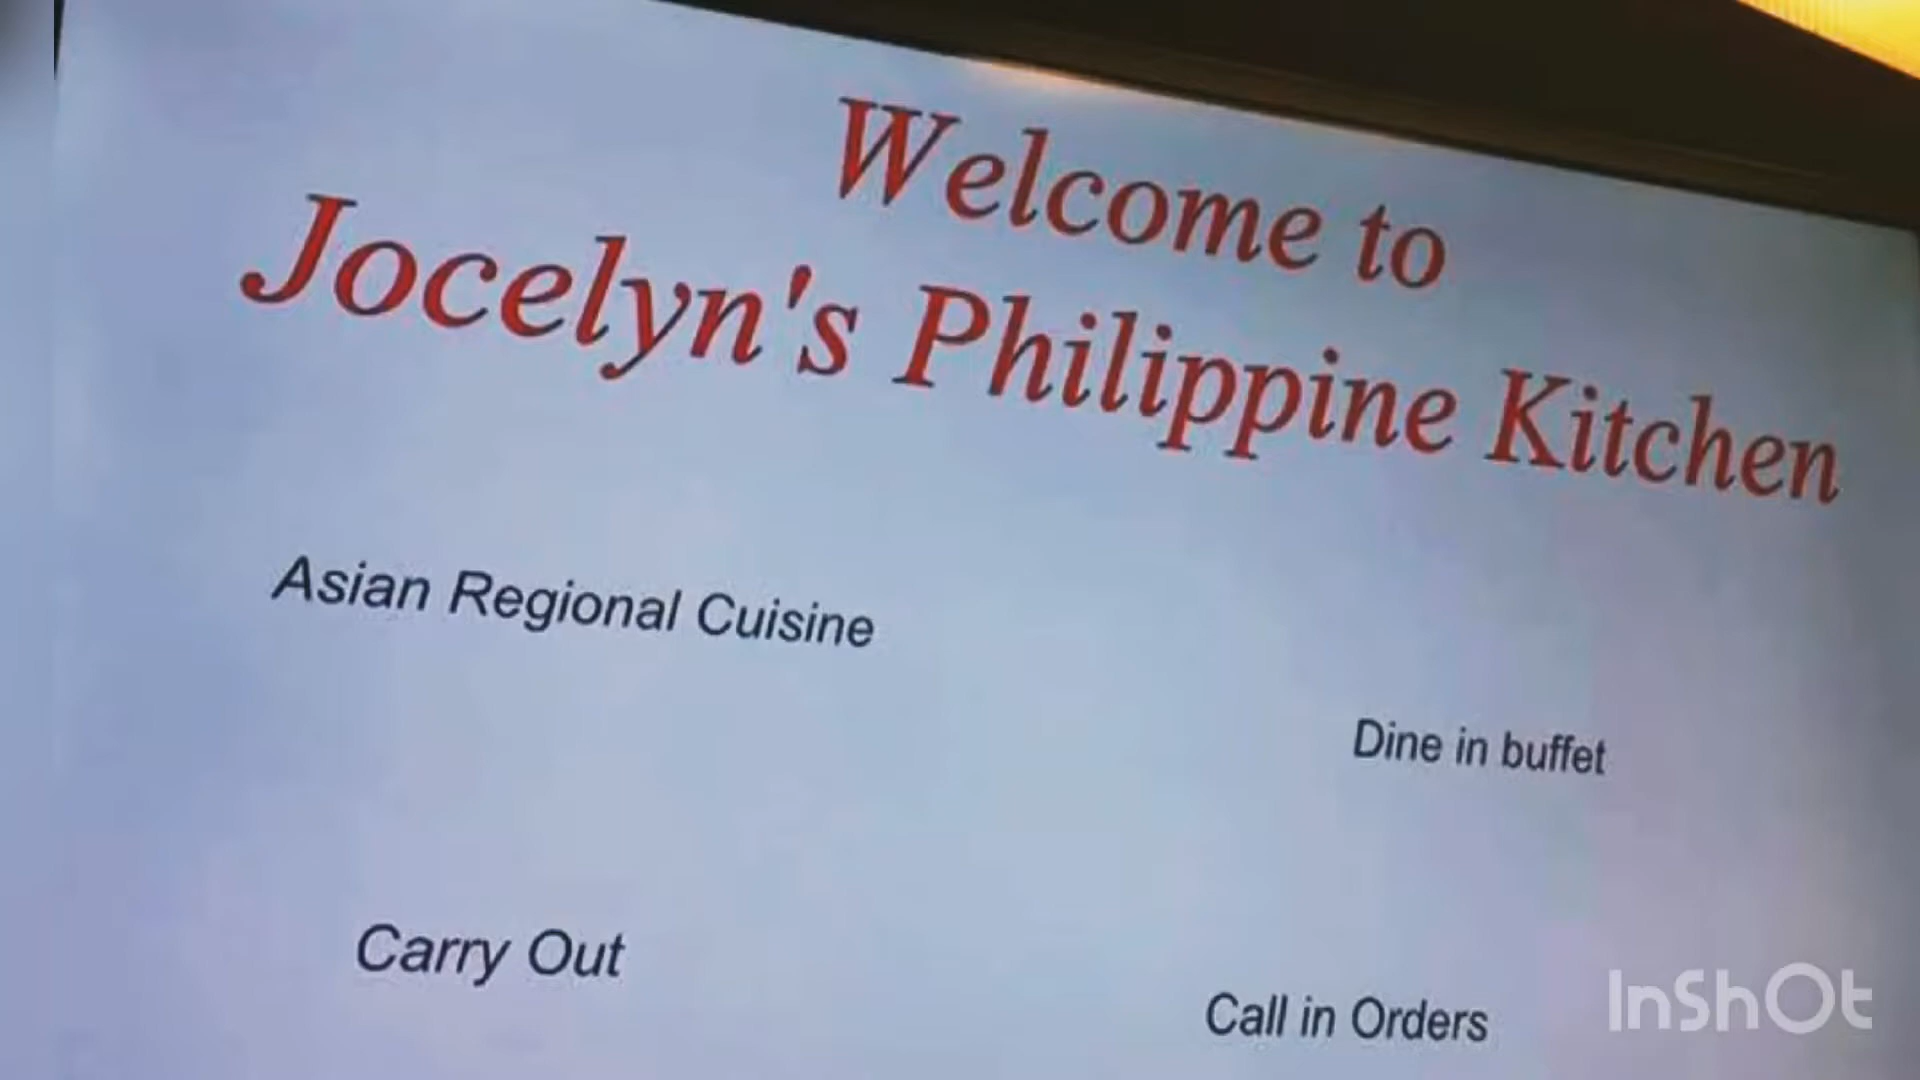 Welcome to
Jocelyn's Philippine Kitchen
Asian Regional Cuisine
Dine in buffet
Carry Out
Call in Orders
InShOt